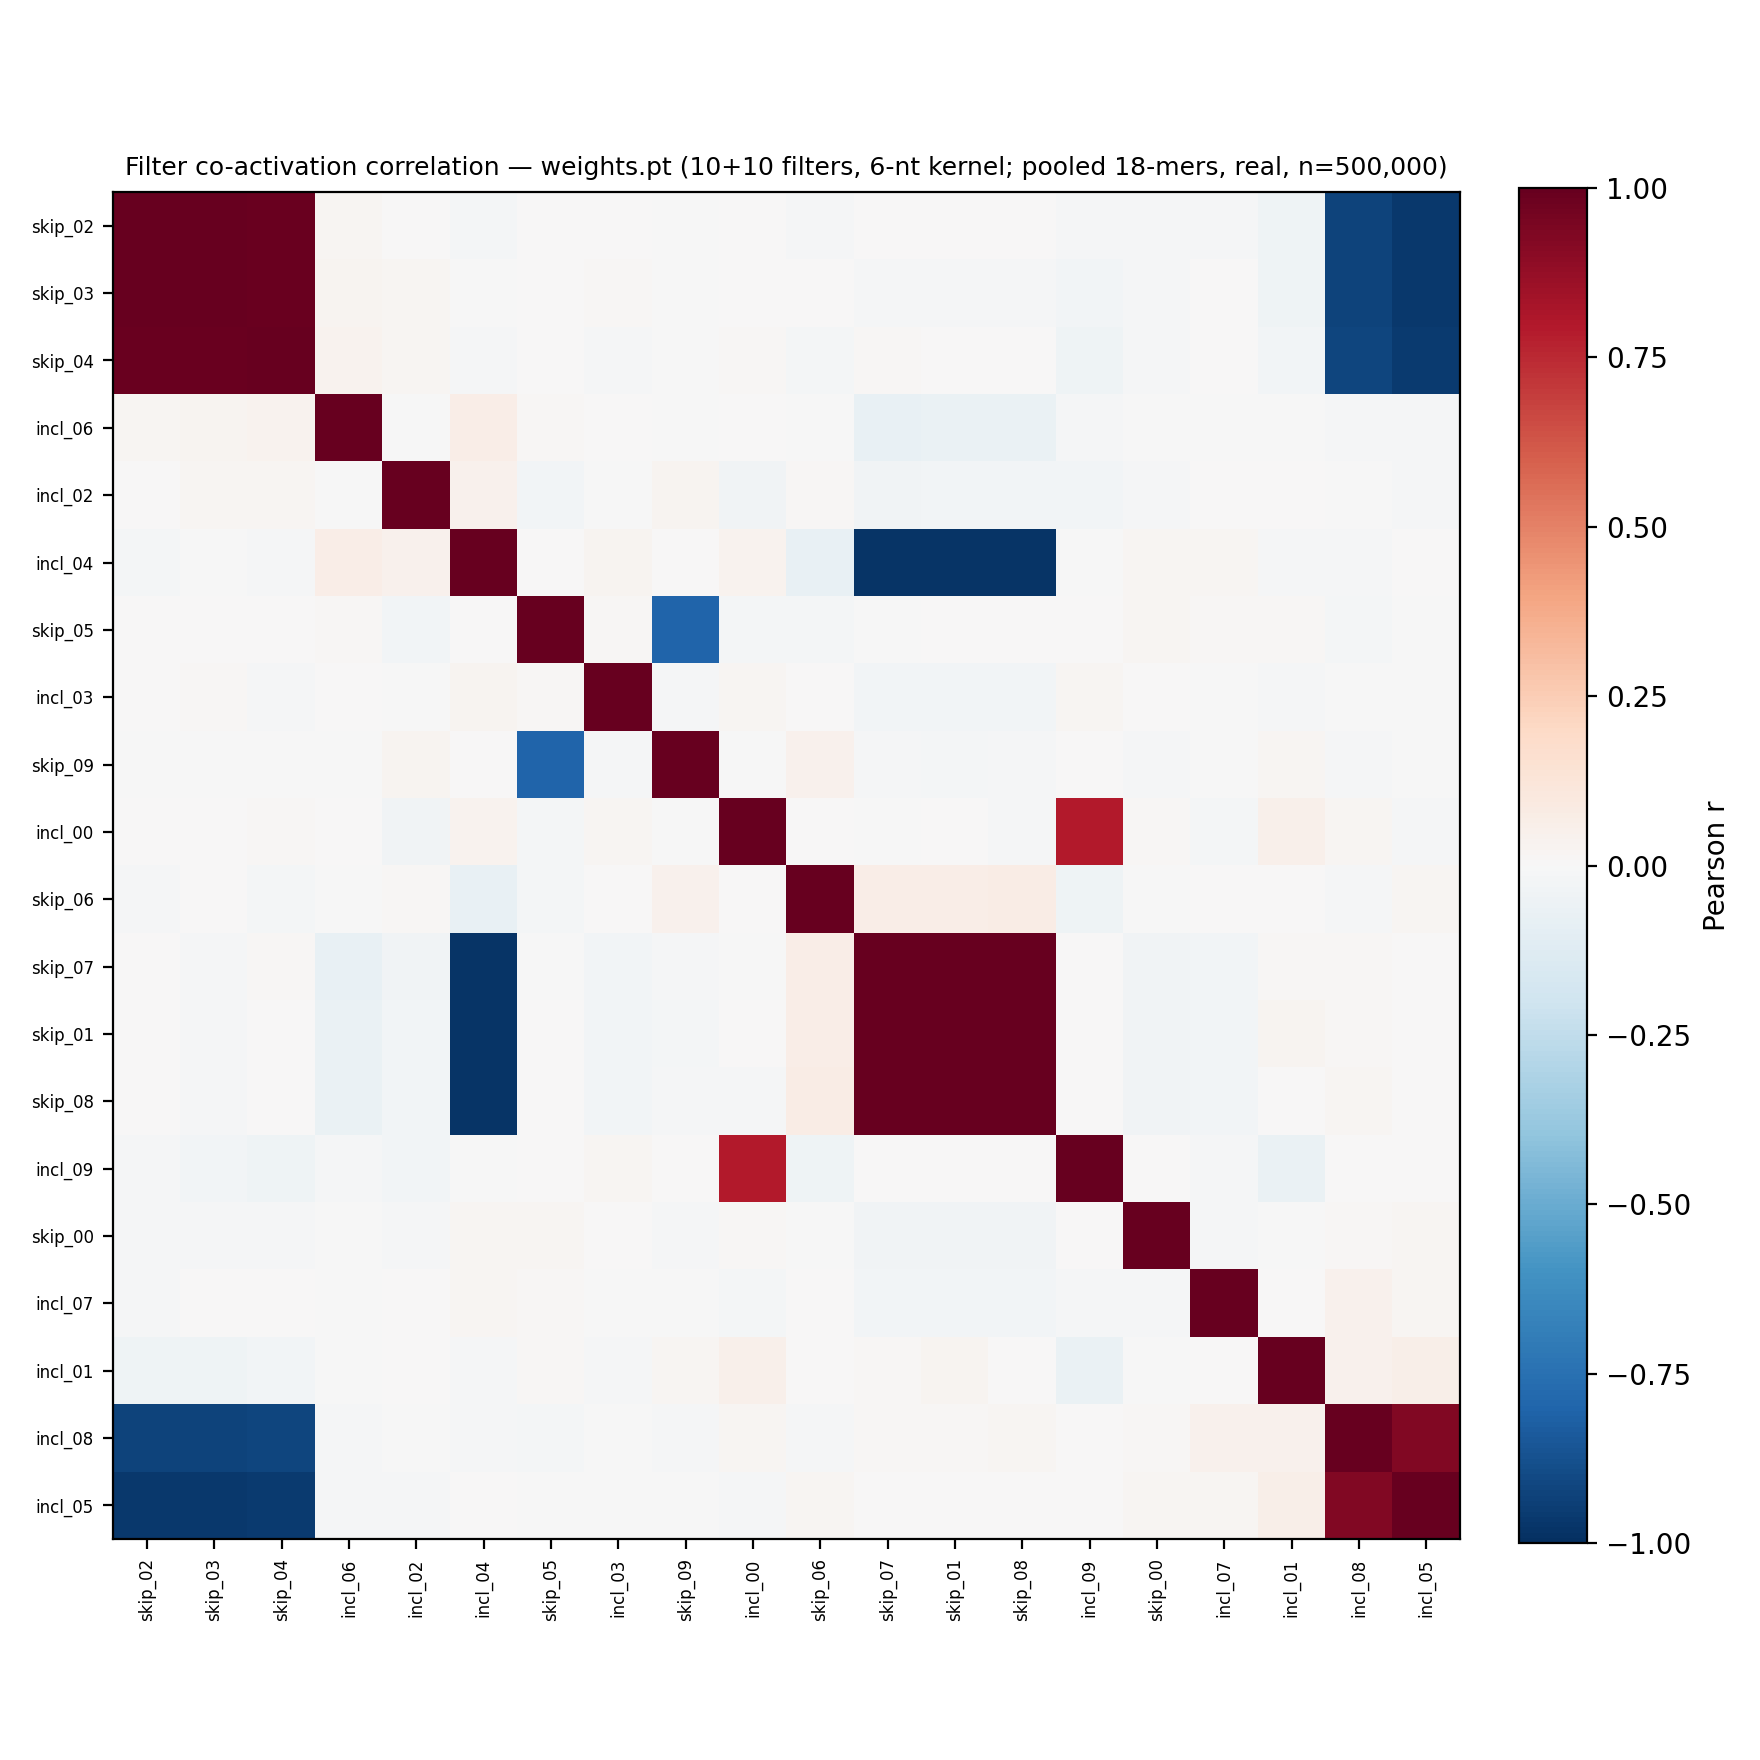 Filter co-activation correlation — weights.pt (10+10 filters, 6-nt kernel; pooled 18-mers, real, n=500,000)
skip_02
skip_03
skip_04
incl_06
incl_02
incl_04
skip_05
incl_03
skip_09
incl_00
skip_06
skip_07
skip_01
skip_08
incl_09
skip_00
incl_07
incl_01
incl_08
incl_05
skip_02
skip_03
skip_04
incl_06
incl_02
incl_04
skip_05
incl_03
skip_09
incl_00
skip_06
skip_07
skip_01
skip_08
incl_09
skip_00
incl_07
incl_01
incl_08
incl_05
1.00
0.75
0.50
0.25
0.00
−0.25
−0.50
−0.75
−1.00
Pearson r